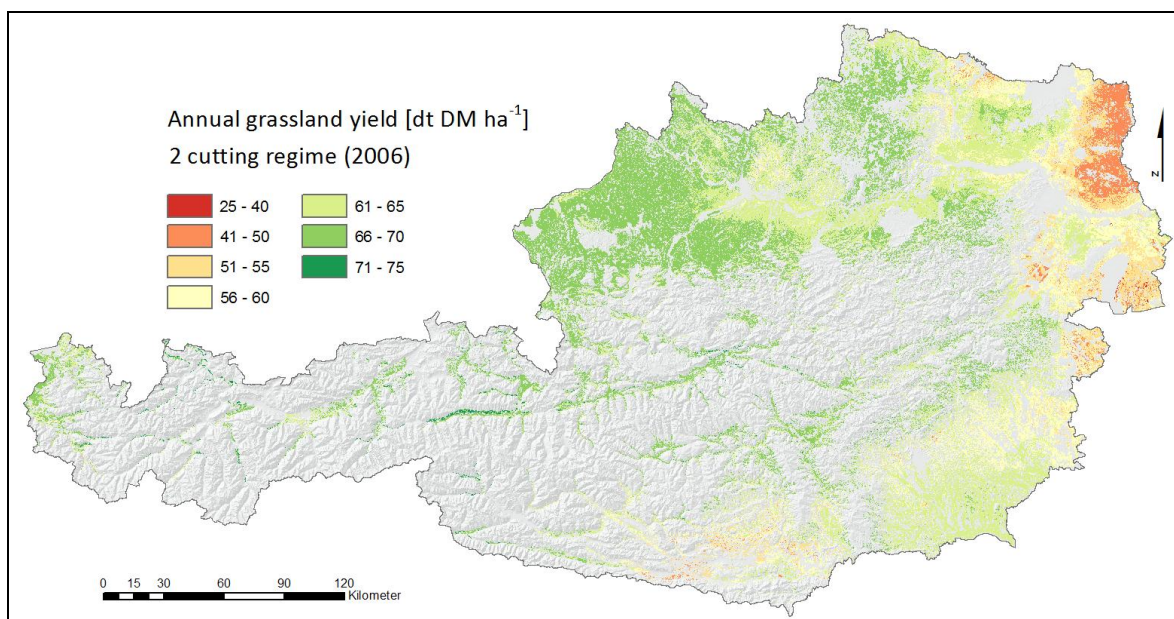 Annual grassland yield [dt DM ha⁻¹]
2 cutting regime (2006)
25 - 40
61 - 65
41 - 50
66 - 70
51 - 55
71 - 75
56 - 60
N
0 15 30 60 90 120
Kilometer